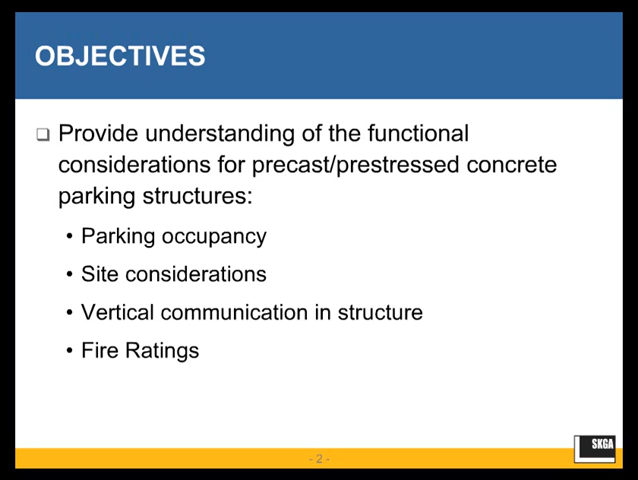 OBJECTIVES
Provide understanding of the functional
considerations for precast/prestressed concrete
parking structures:
• Parking occupancy
• Site considerations
• Vertical communication in structure
• Fire Ratings
SKGA
- 2 -